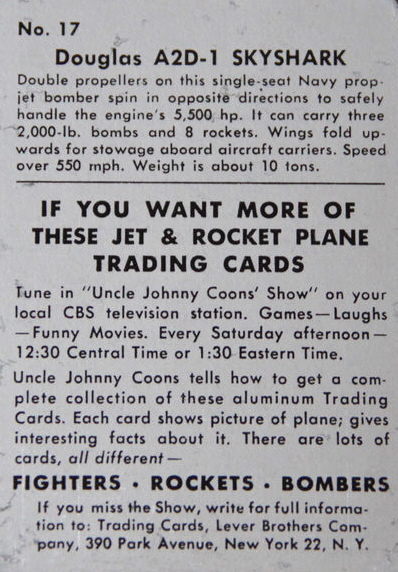 No. 17
Douglas A2D-1 SKYSHARK
Double propellers on this single-seat Navy prop-
jet bomber spin in opposite directions to safely
handle the engine's 5,500 hp. It can carry three
2,000-lb. bombs and 8 rockets. Wings fold up-
wards for stowage aboard aircraft carriers. Speed
over 550 mph. Weight is about 10 tons.
IF YOU WANT MORE OF
THESE JET & ROCKET PLANE
TRADING CARDS
Tune in "Uncle Johnny Coons' Show" on your
local CBS television station. Games—Laughs
—Funny Movies. Every Saturday afternoon—
12:30 Central Time or 1:30 Eastern Time.
Uncle Johnny Coons tells how to get a com-
plete collection of these aluminum Trading
Cards. Each card shows picture of plane; gives
interesting facts about it. There are lots of
cards, all different—
FIGHTERS · ROCKETS · BOMBERS
If you miss the Show, write for full informa-
tion to: Trading Cards, Lever Brothers Com-
pany, 390 Park Avenue, New York 22, N. Y.